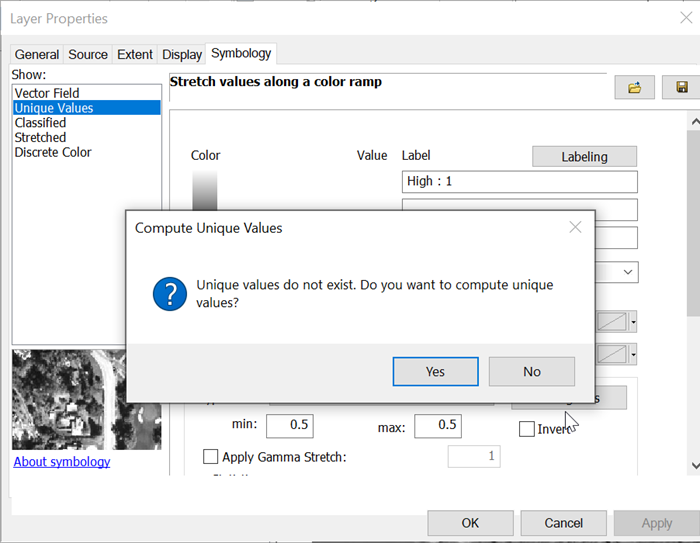 Layer Properties
General Source Extent Display Symbology
Show:
Vector Field
Unique Values
Classified
Stretched
Discrete Color
Stretch values along a color ramp
Color Value Label Labeling
High : 1
Compute Unique Values
Unique values do not exist. Do you want to compute unique
values?
Yes No
min: 0.5 max: 0.5 Invert
Apply Gamma Stretch: 1
About symbology
OK Cancel Apply